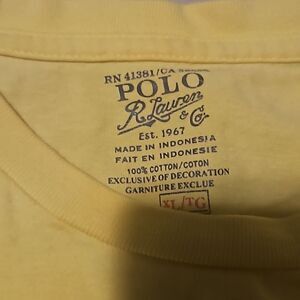 RN 41381/CA
POLO
R. Lauren
& Co.
Est. 1967
MADE IN INDONESIA
FAIT EN INDONESIE
100% COTTON/COTON
EXCLUSIVE OF DECORATION
GARNITURE EXCLUE
XL/TG